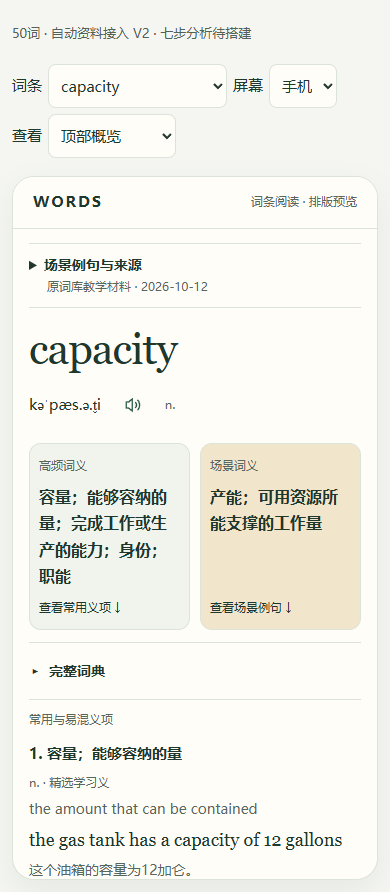 50词 · 自动资料接入 V2 · 七步分析待搭建
词条 capacity 屏幕 手机
查看 顶部概览
WORDS 词条阅读 · 排版预览
▶ 场景例句与来源
原词库教学材料 · 2026-10-12
capacity
kəˈpæs.ə.t̬i n.
高频词义
容量；能够容纳的
量；完成工作或生
产的能力；身份；
职能
查看常用义项 ↓
场景词义
产能；可用资源所
能支撑的工作量
查看场景例句 ↓
▸ 完整词典
常用与易混义项
1. 容量；能够容纳的量
n. · 精选学习义
the amount that can be contained
the gas tank has a capacity of 12 gallons
这个油箱的容量为12加仑。